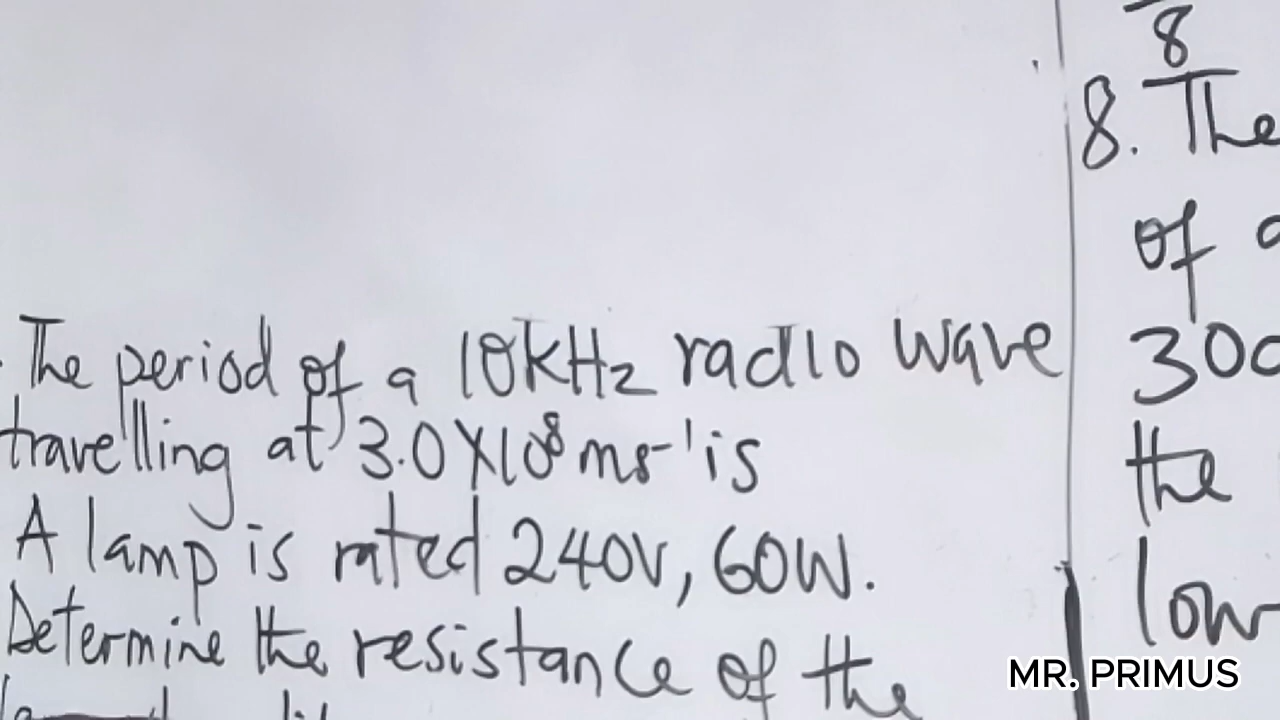 The period of a 10kHz radio wave
travelling at 3.0X10⁸ms⁻¹ is
A lamp is rated 240V, 60W.
Determine the resistance of the
8
8. The
of
300
the
low
MR. PRIMUS